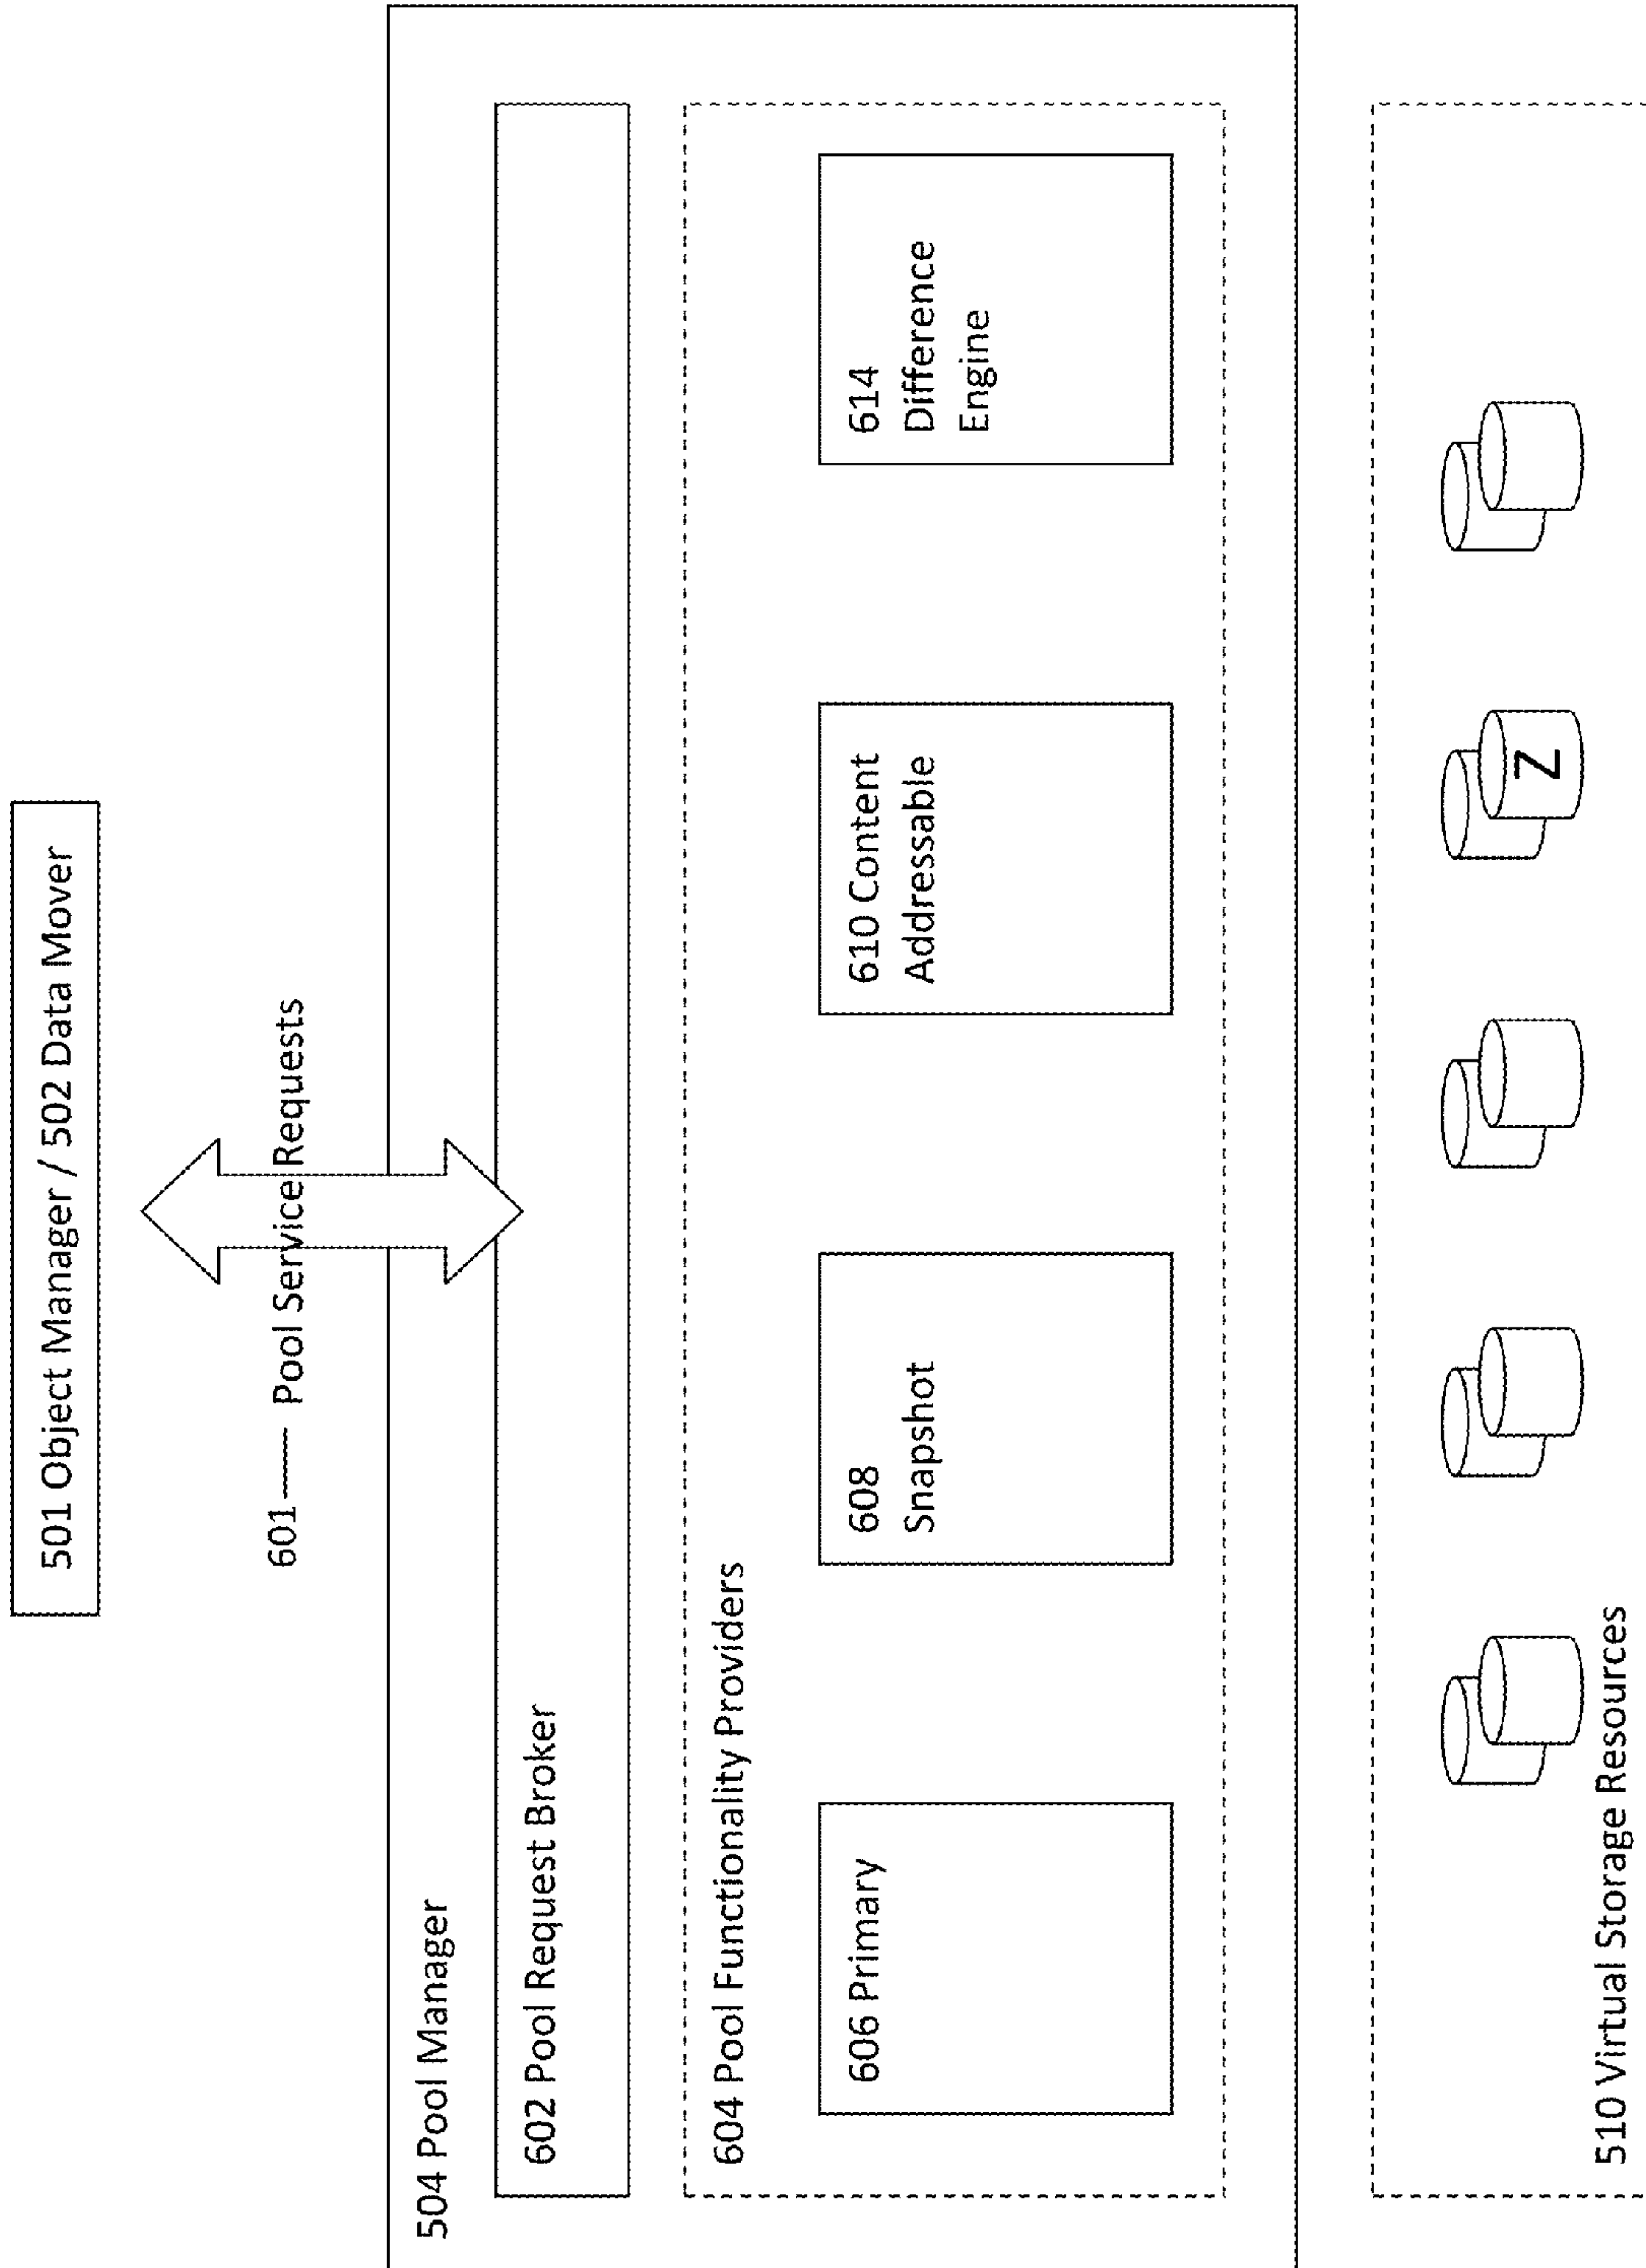 501 Object Manager / 502 Data Mover
601 Pool Service Requests
504 Pool Manager
602 Pool Request Broker
604 Pool Functionality Providers
606 Primary
608
Snapshot
610 Content
Addressable
614
Difference
Engine
N
510 Virtual Storage Resources